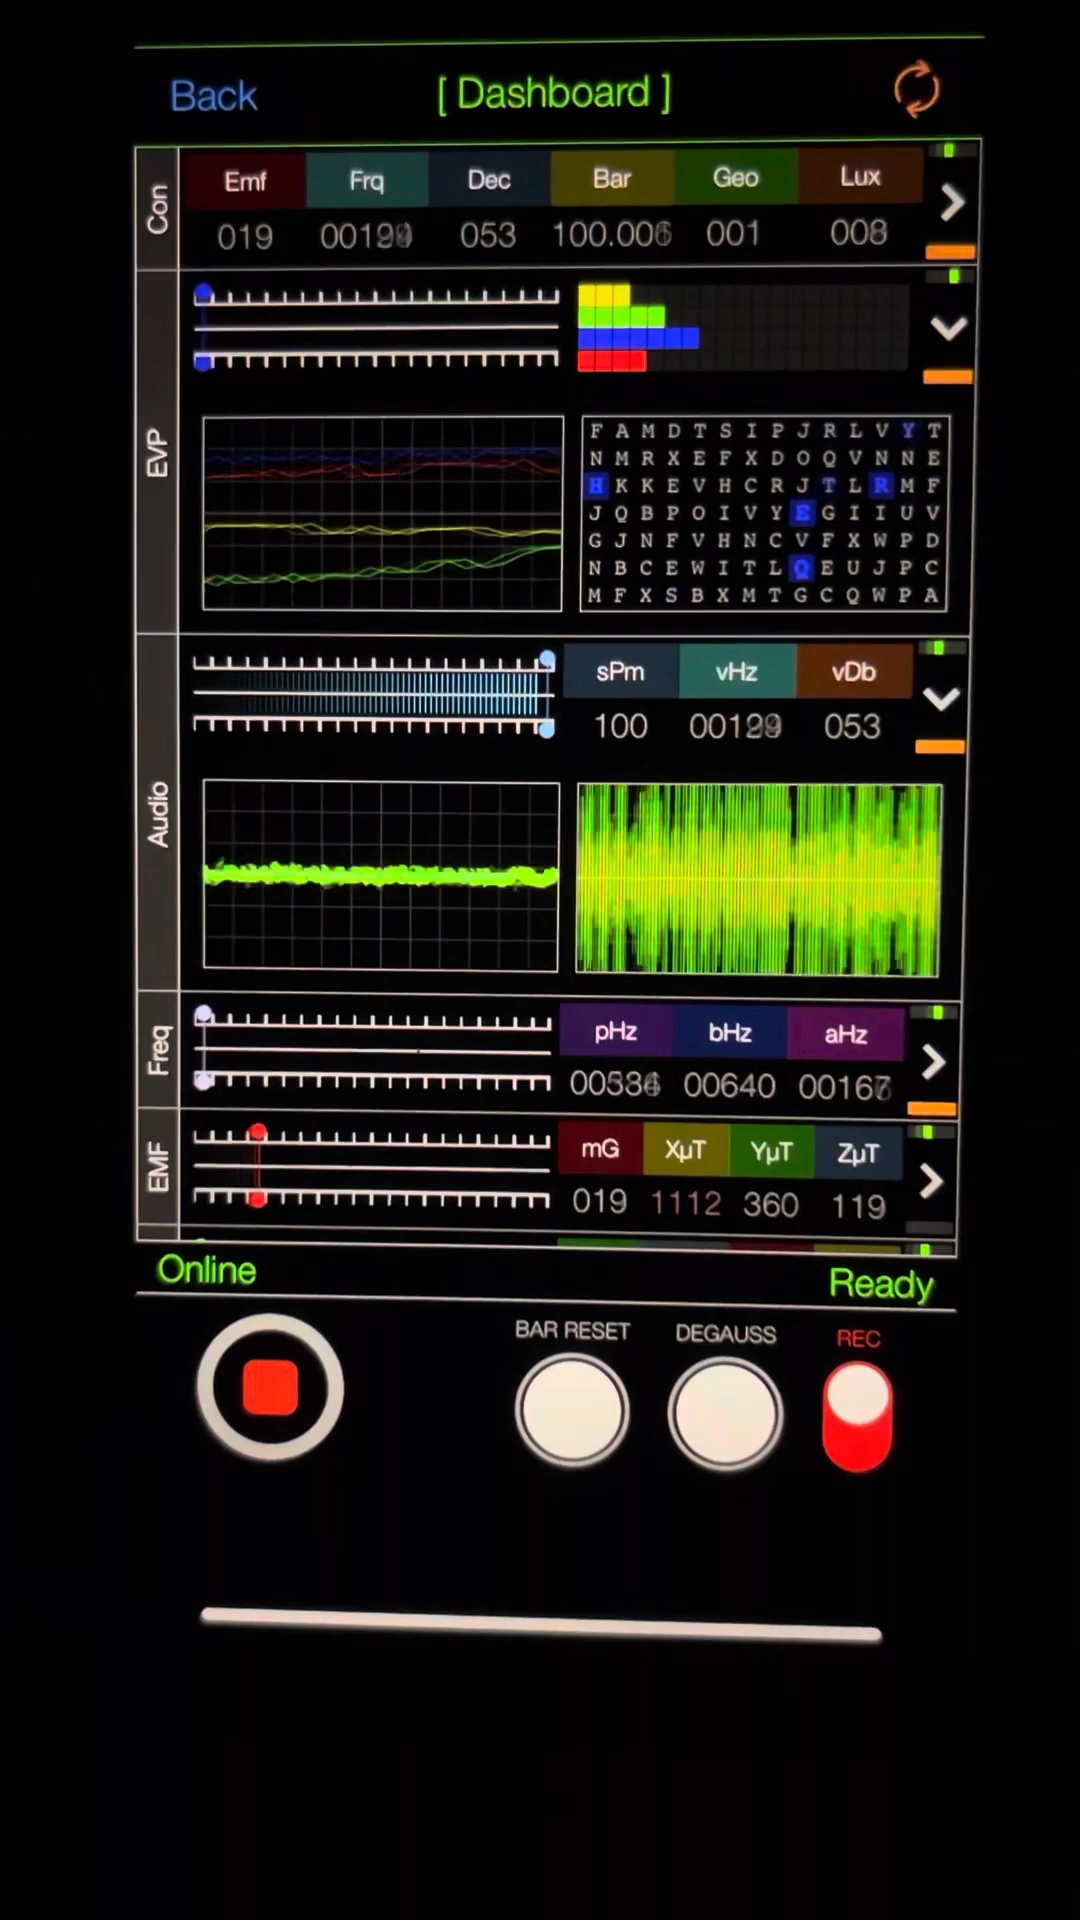 Back [ Dashboard ]
Con
Emf Frq Dec Bar Geo Lux
019 053 100.006 001 008
EVP
F A M D T S I P J R L V Y T
N M R X E F X D O Q V N N E
H K K E V H C R J T L R M F
J Q B P O I V Y E G I I U V
G J N F V H N C V F X W P D
N B C E W I T L Q E U J P C
M F X S B X M T G C Q W P A
Audio
sPm vHz vDb
100 053
Freq
pHz bHz aHz
00640
EMF
mG XµT YµT ZµT
019 1112 360 119
Online Ready
BAR RESET DEGAUSS REC